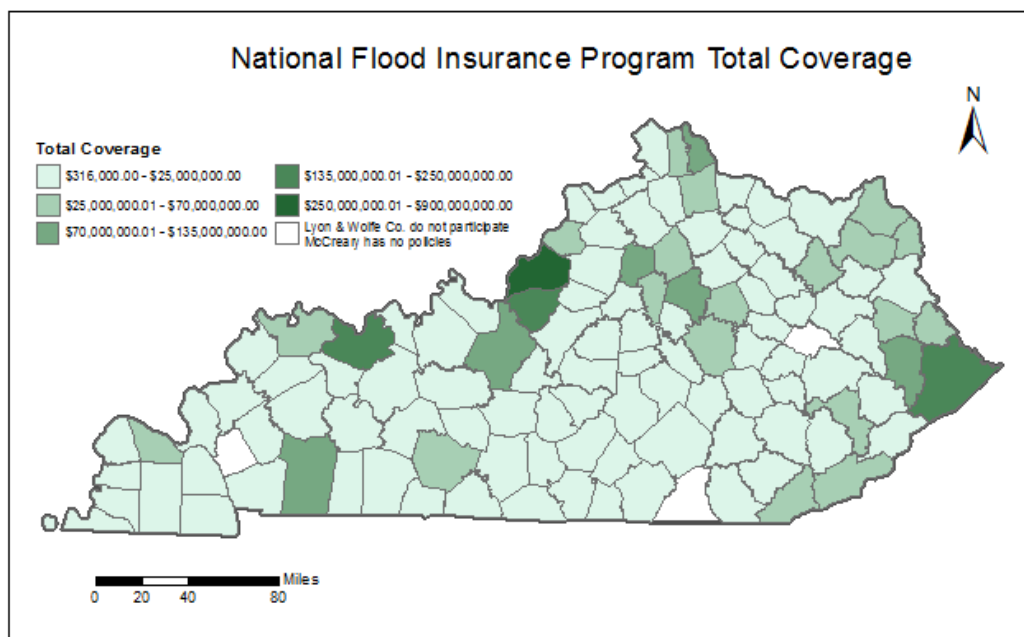 National Flood Insurance Program Total Coverage
N
Total Coverage
$316,000.00 - $25,000,000.00
$25,000,000.01 - $70,000,000.00
$70,000,000.01 - $135,000,000.00
$135,000,000.01 - $250,000,000.00
$250,000,000.01 - $900,000,000.00
Lyon & Wolfe Co. do not participate
McCreary has no policies
Miles
0 20 40 80